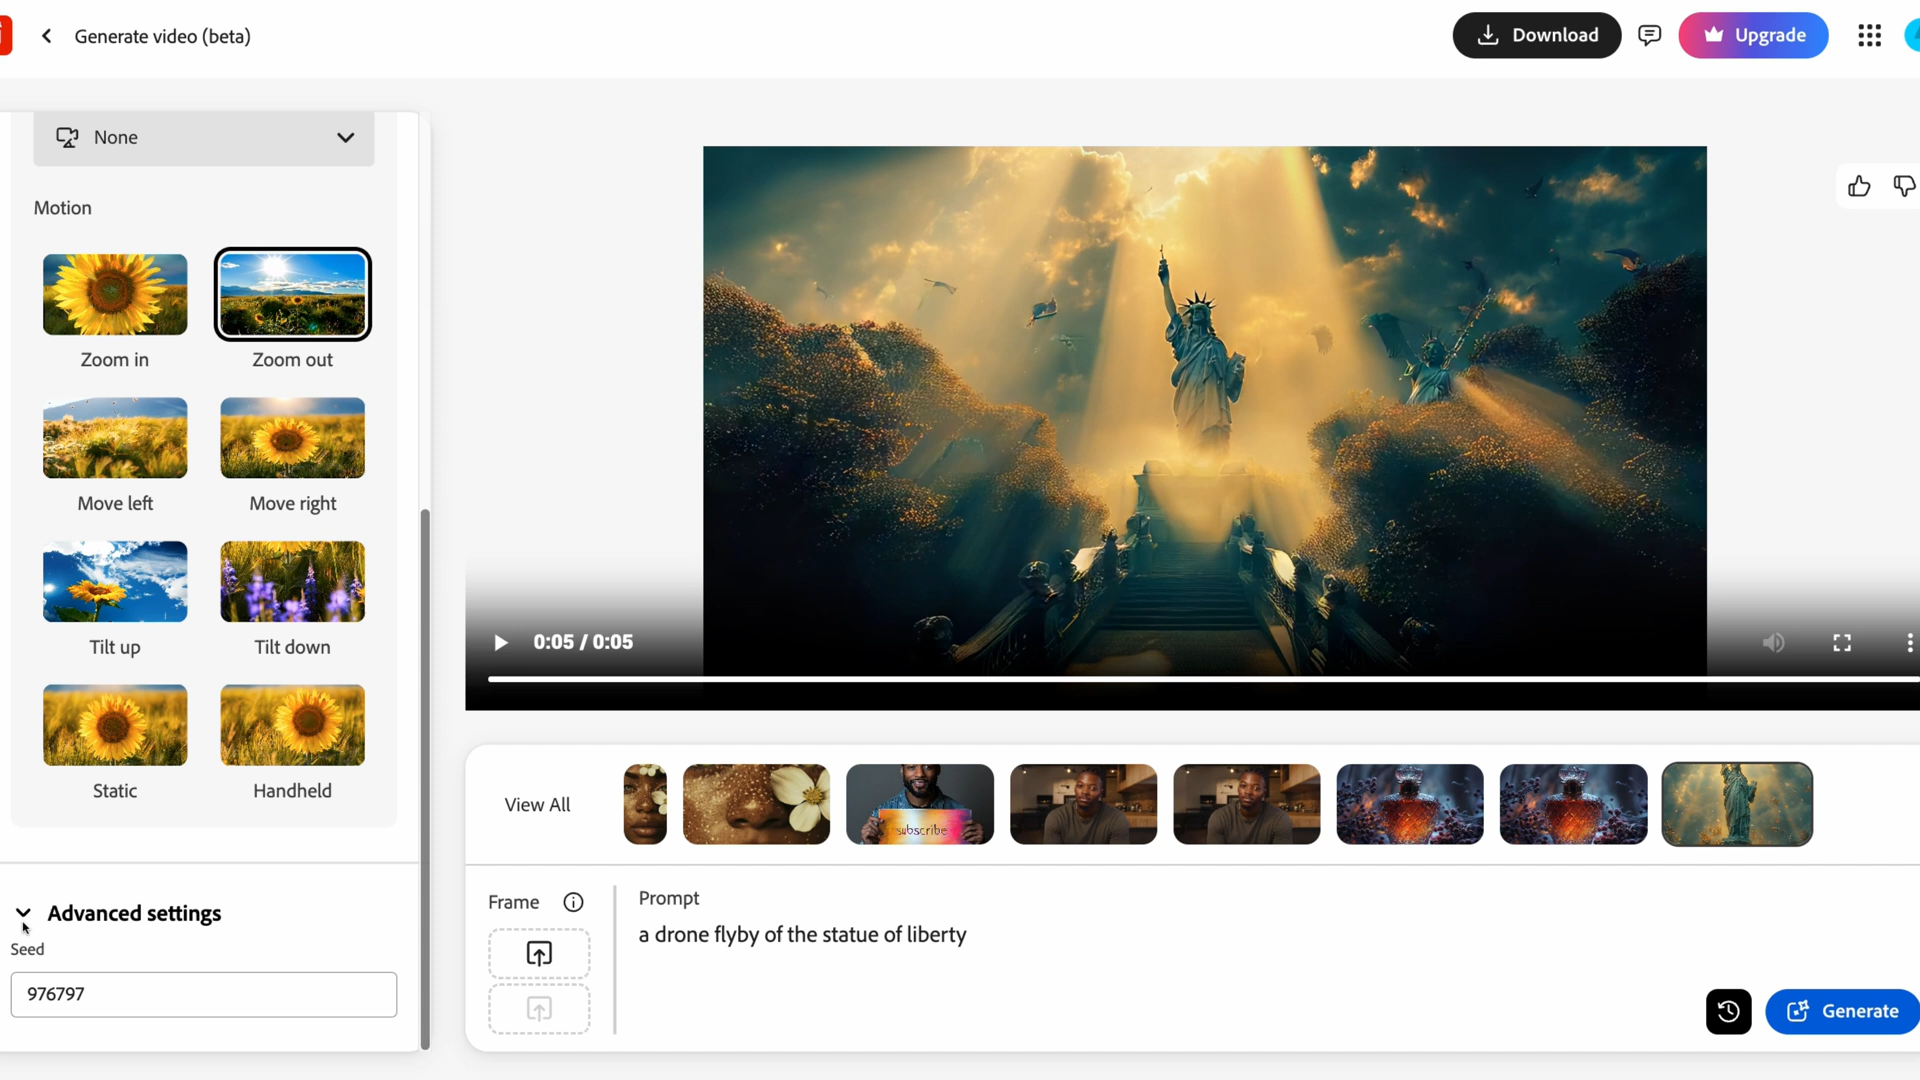 Generate video (beta)
Download
Upgrade
None
Motion
Zoom in
Zoom out
Move left
Move right
Tilt up
Tilt down
Static
Handheld
Advanced settings
Seed
976797
0:05 / 0:05
View All
subscribe
Frame
Prompt
a drone flyby of the statue of liberty
Generate